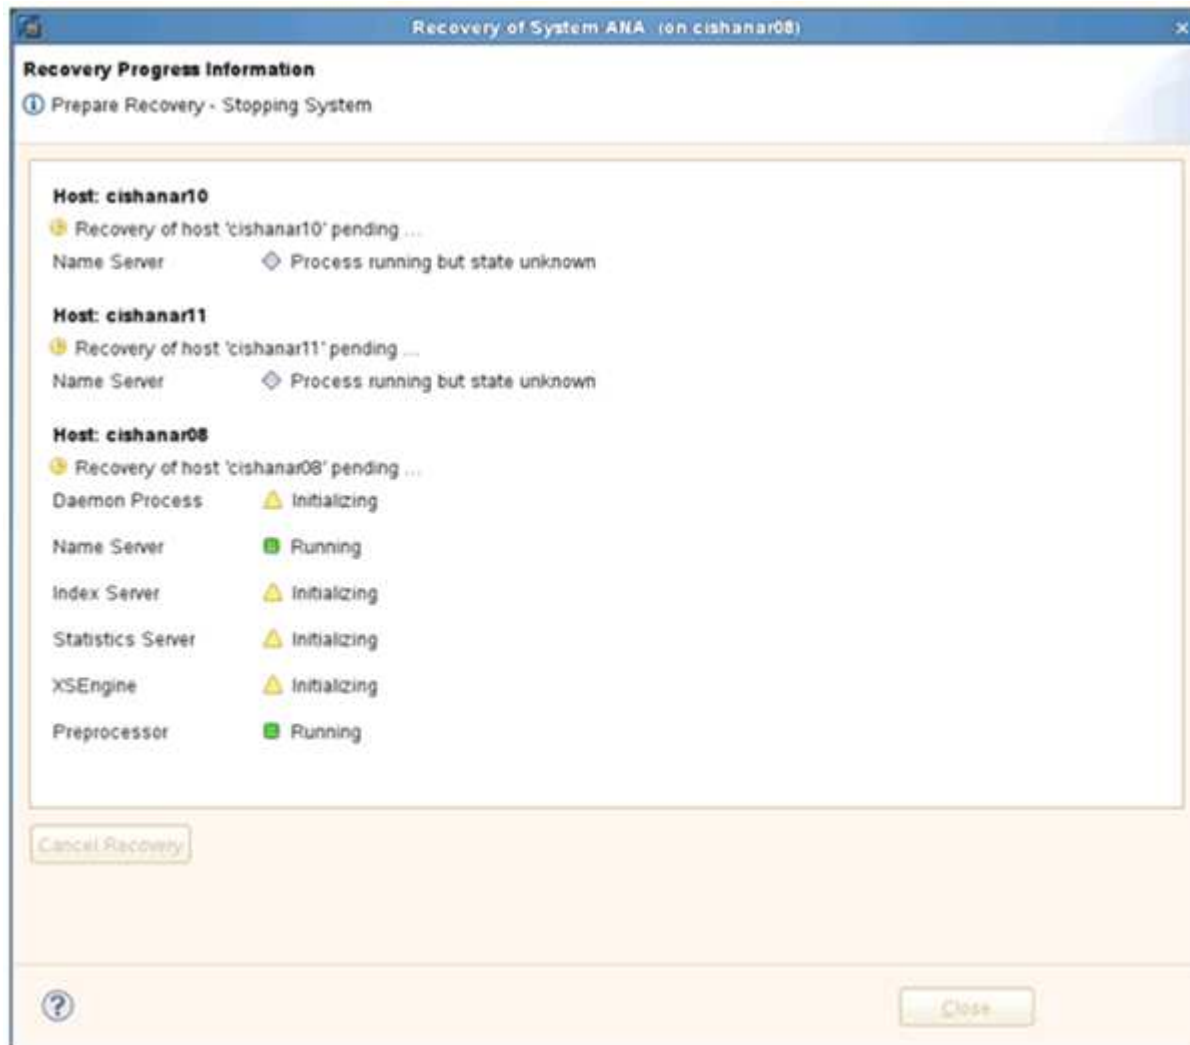 Recovery of System ANA (on cishanar08)
Recovery Progress Information
Prepare Recovery - Stopping System
Host: cishanar10
Recovery of host 'cishanar10' pending ...
Name Server Process running but state unknown
Host: cishanar11
Recovery of host 'cishanar11' pending ...
Name Server Process running but state unknown
Host: cishanar08
Recovery of host 'cishanar08' pending ...
Daemon Process Initializing
Name Server Running
Index Server Initializing
Statistics Server Initializing
XSEngine Initializing
Preprocessor Running
Cancel Recovery
Close